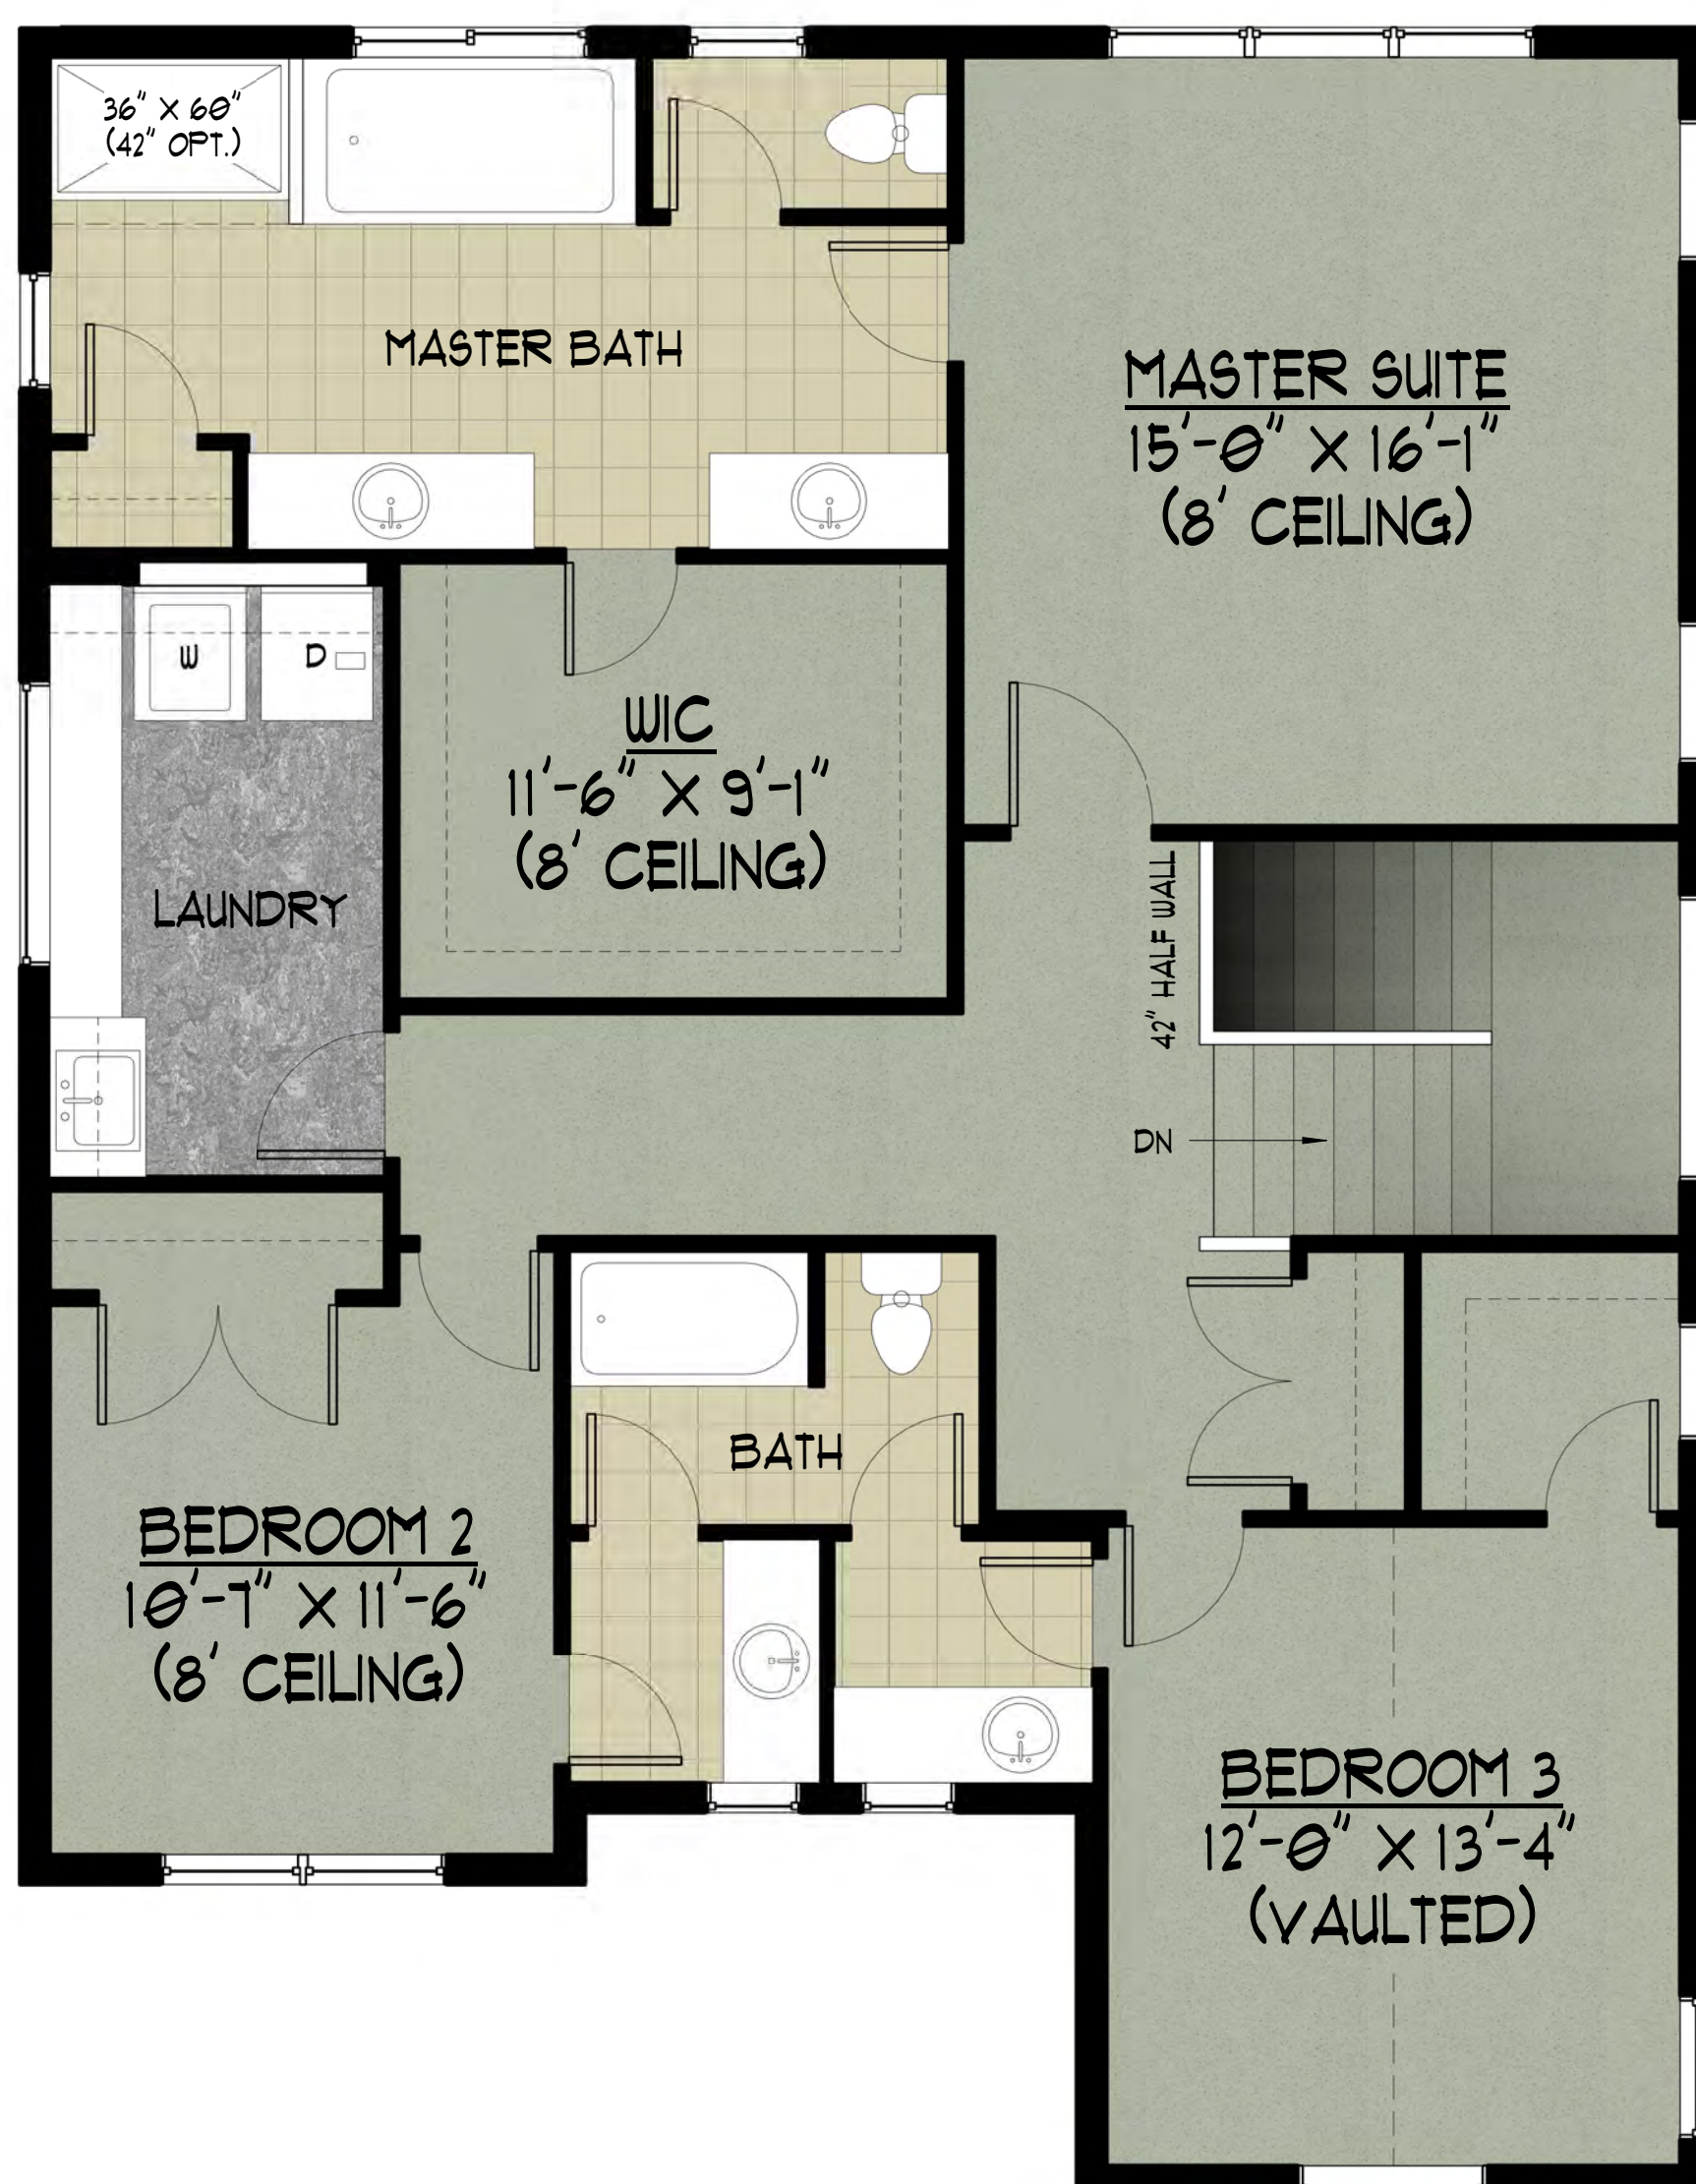 36" X 60"
(42" OPT.)
MASTER BATH
MASTER SUITE
15'-0" X 16'-1"
(8' CEILING)
W
D
WIC
11'-6" X 9'-1"
(8' CEILING)
LAUNDRY
42" HALF WALL
DN
BATH
BEDROOM 2
10'-7" X 11'-6"
(8' CEILING)
BEDROOM 3
12'-0" X 13'-4"
(VAULTED)